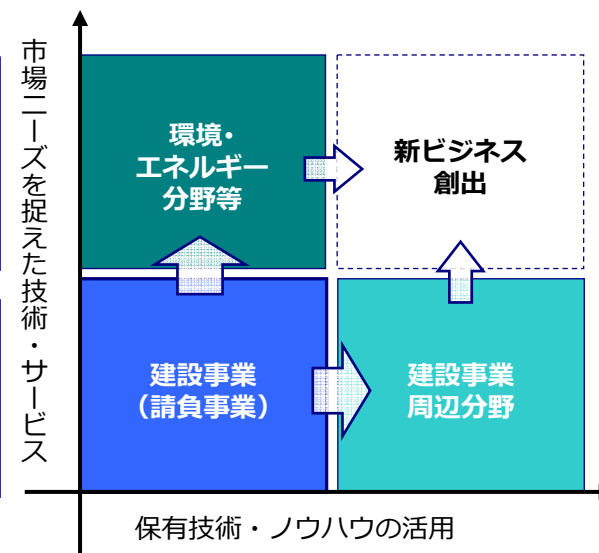 市場ニーズを捉えた技術・サービス
環境・
エネルギー
分野等
新ビジネス
創出
建設事業
（請負事業）
建設事業
周辺分野
保有技術・ノウハウの活用